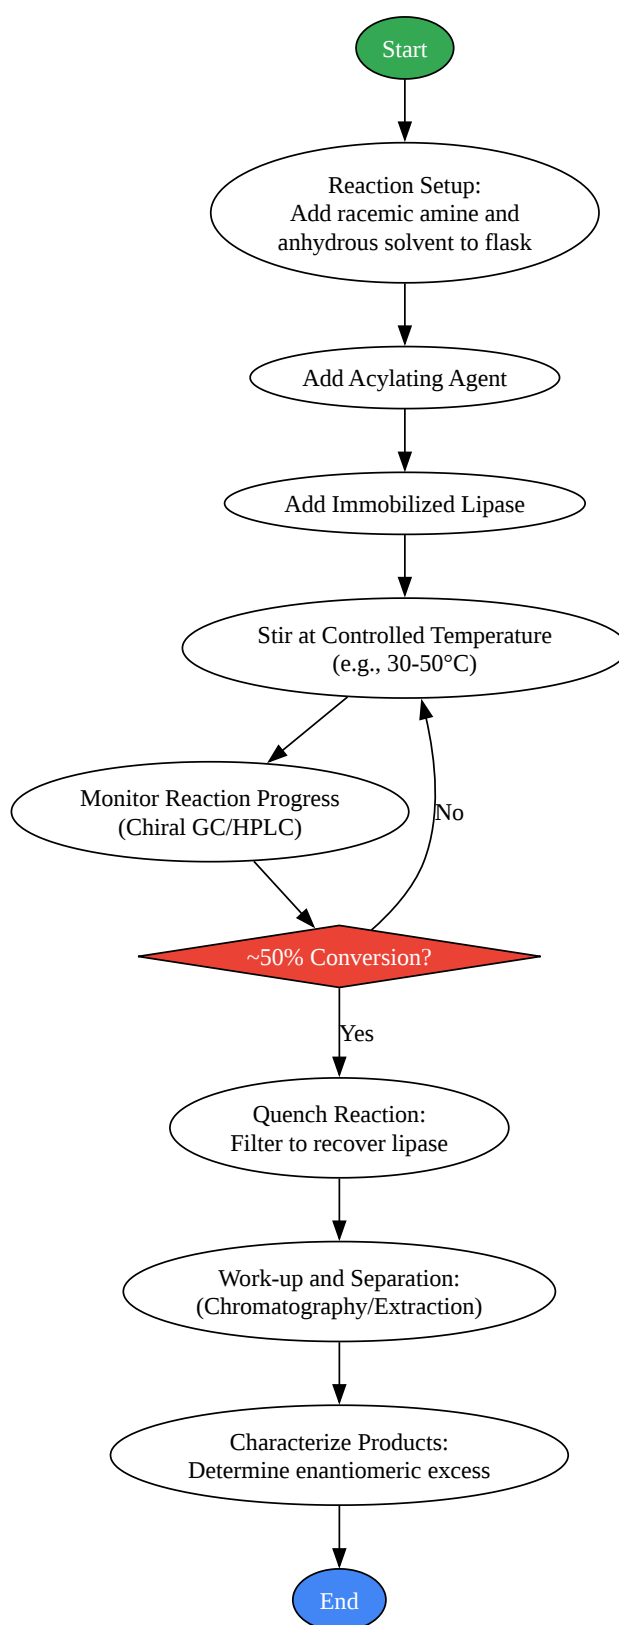 Start
Reaction Setup:
Add racemic amine and
anhydrous solvent to flask
Add Acylating Agent
Add Immobilized Lipase
Stir at Controlled Temperature
(e.g., 30-50°C)
Monitor Reaction Progress
(Chiral GC/HPLC)
No
~50% Conversion?
Yes
Quench Reaction:
Filter to recover lipase
Work-up and Separation:
(Chromatography/Extraction)
Characterize Products:
Determine enantiomeric excess
End